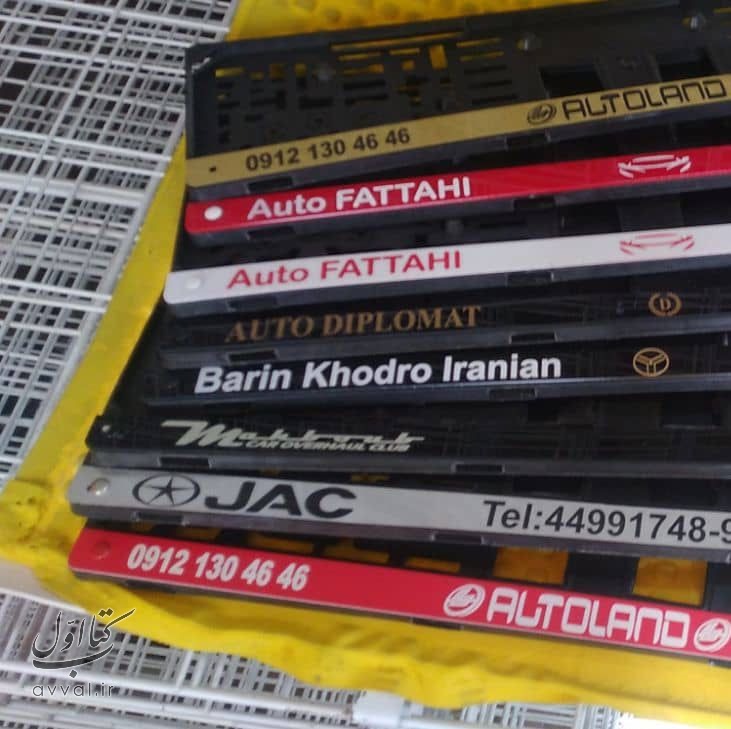 AUTOLAND
0912 130 46 46
Auto FATTAHI
Auto FATTAHI
AUTO DIPLOMAT D
Barin Khodro Iranian
CAR OVERHAUL CLUB
JAC Tel:44991748-9
0912 130 46 46 AUTOLAND
کتاب اول
avval.ir